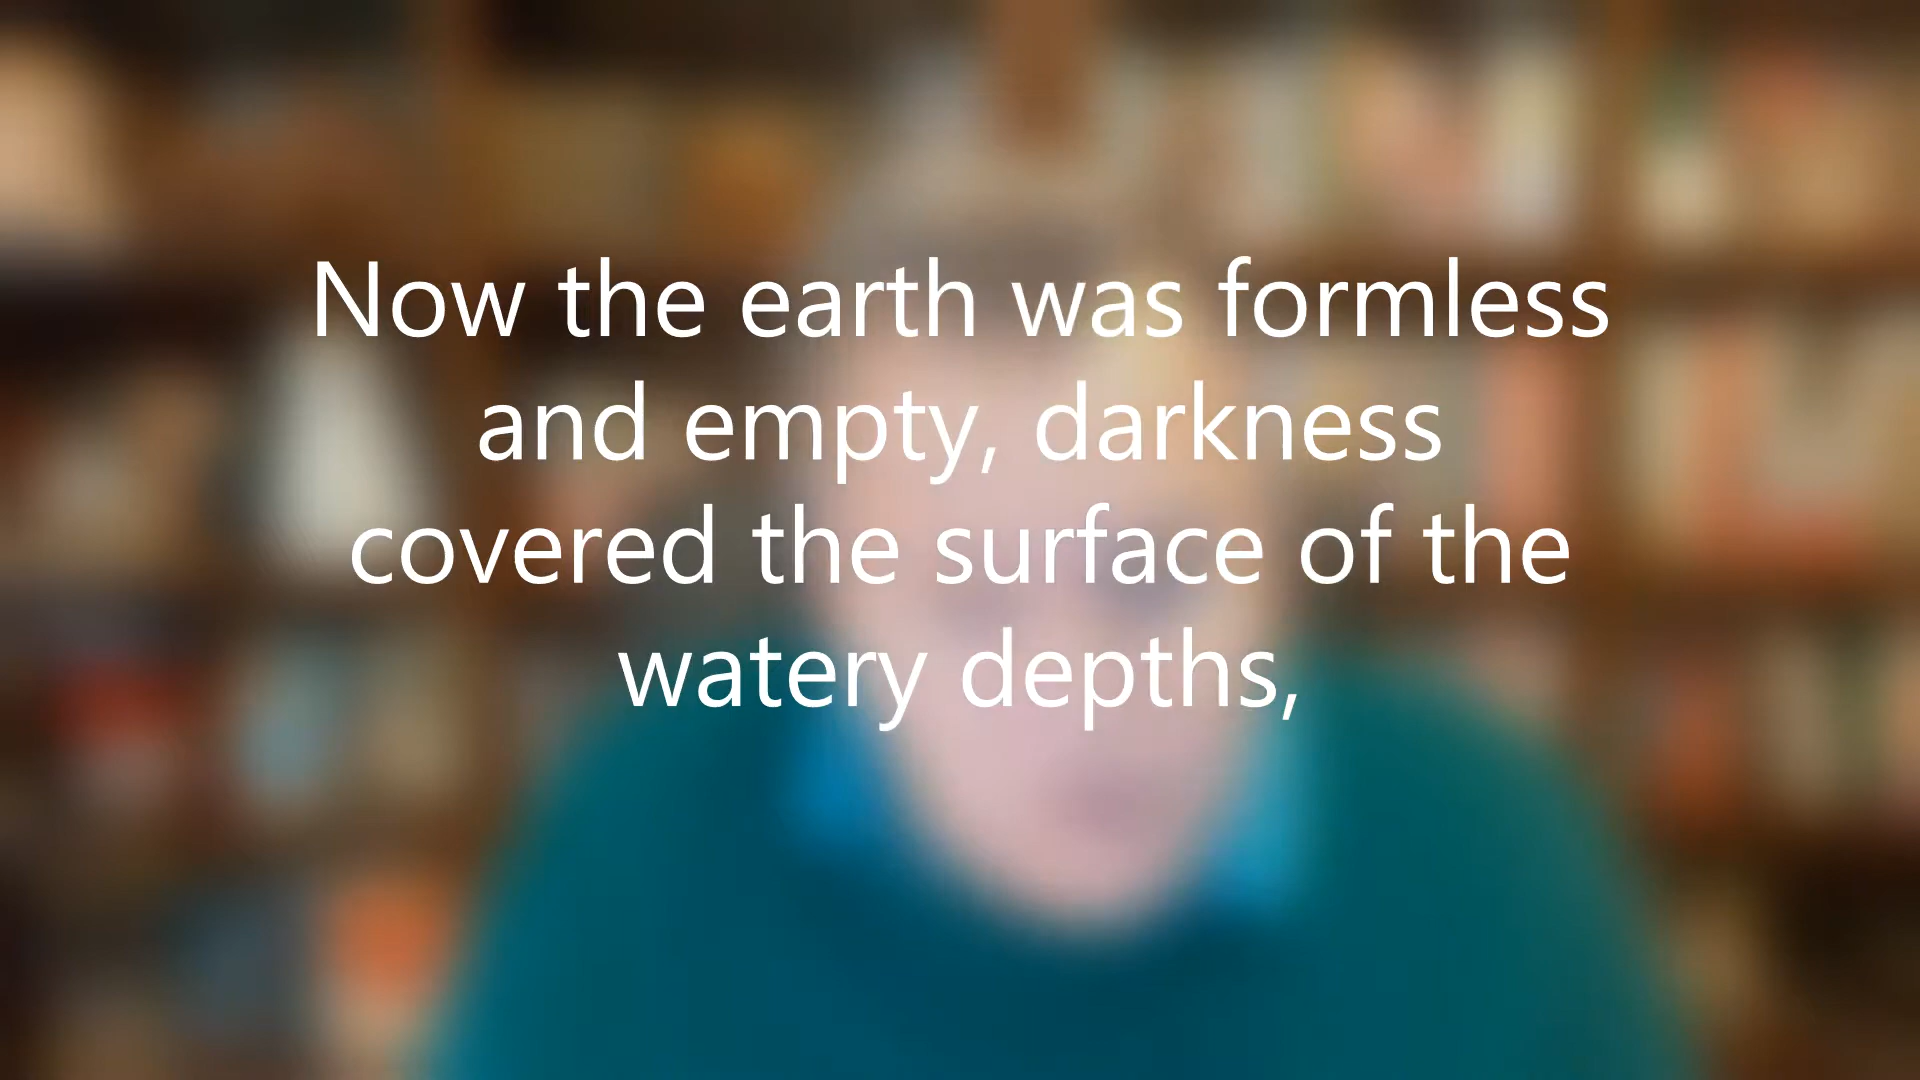 Now the earth was formless
and empty, darkness
covered the surface of the
watery depths,